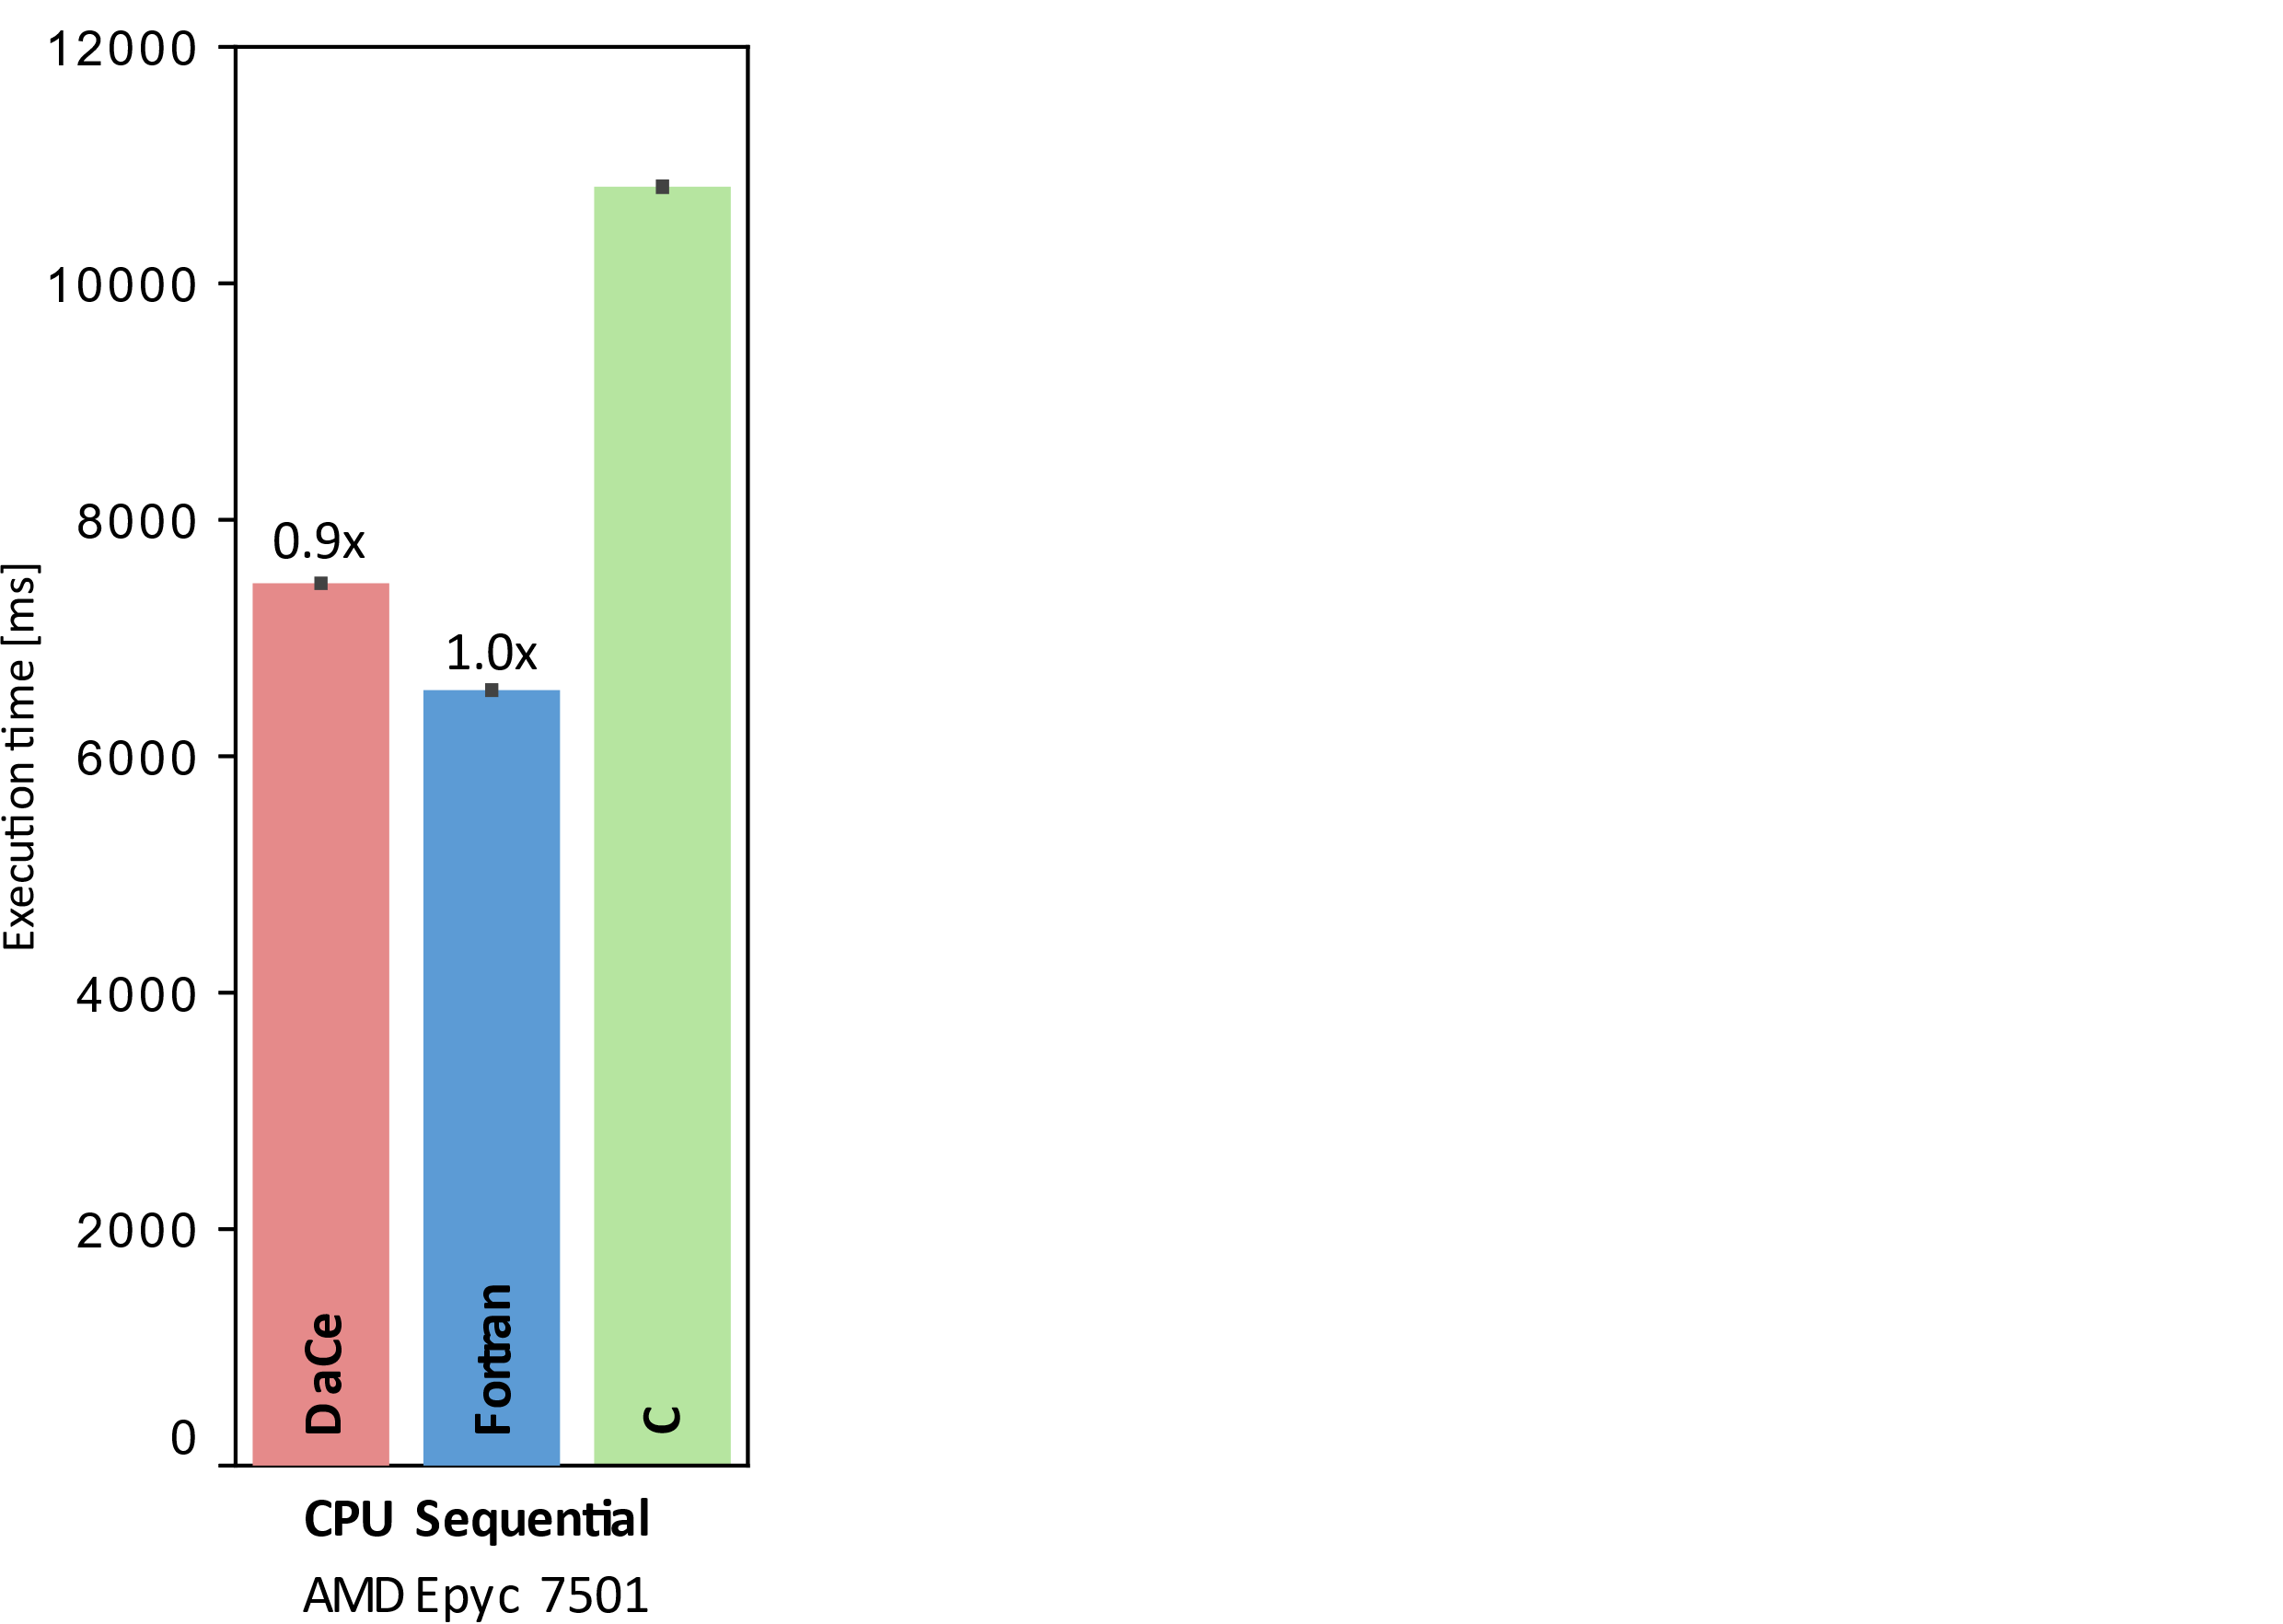 12000
10000
8000
6000
4000
2000
0
Execution time [ms]
0.9x
1.0x
DaCe
Fortran
C
CPU Sequential
AMD Epyc 7501